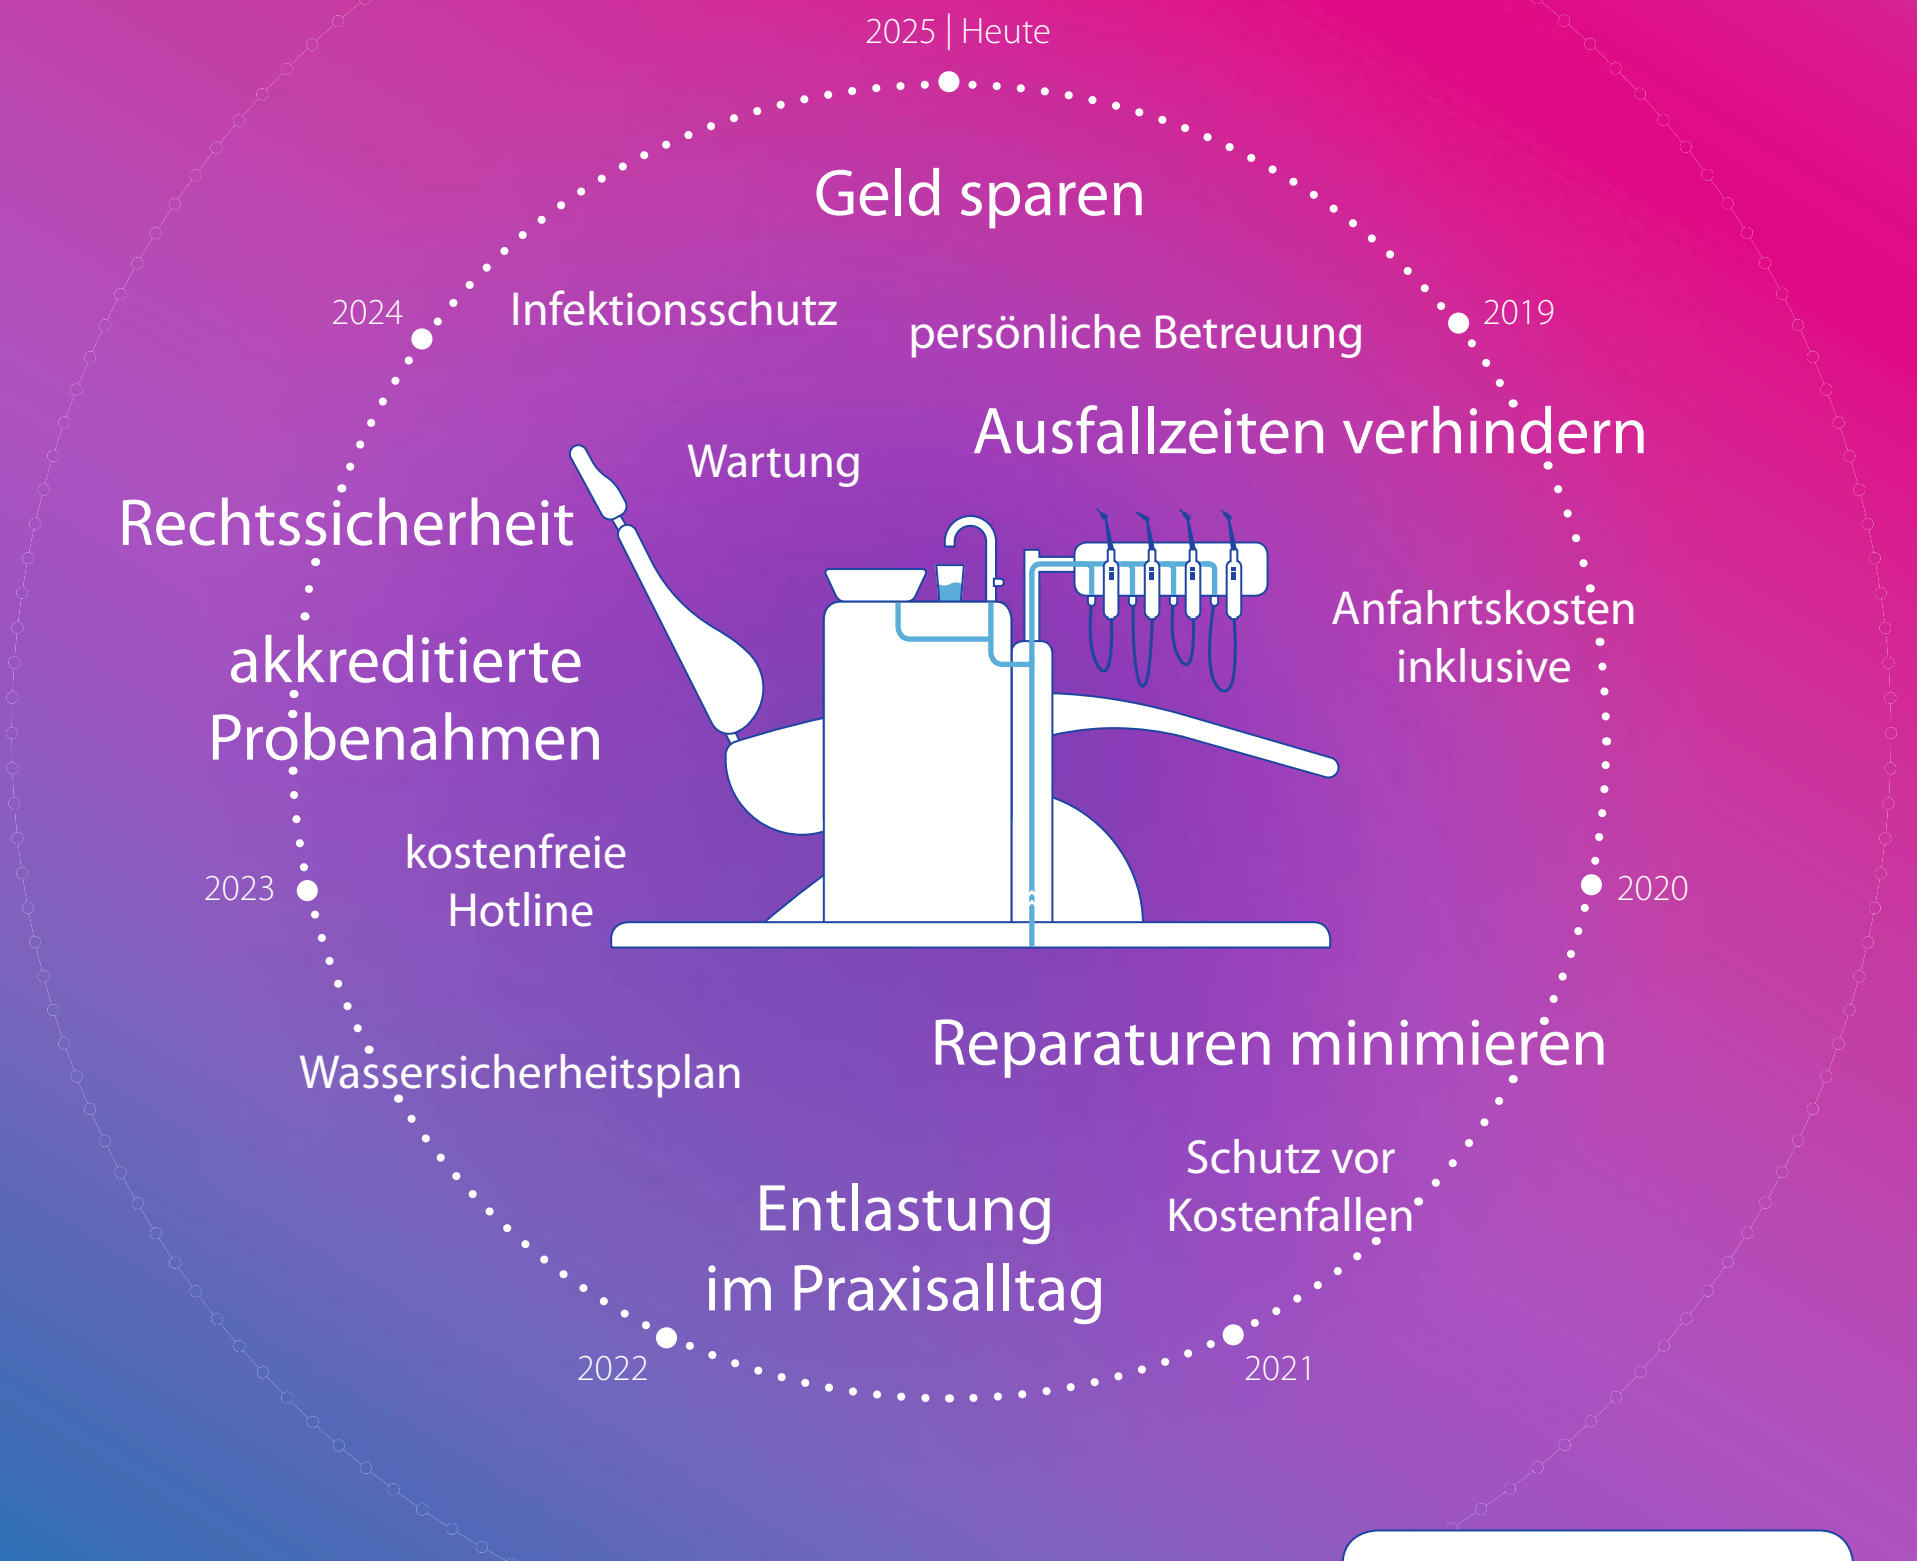 2025 | Heute
Geld sparen
2024
Infektionsschutz
persönliche Betreuung
2019
Ausfallzeiten verhindern
Wartung
Rechtssicherheit
Anfahrtskosten
inklusive
akkreditierte
Probenahmen
kostenfreie
Hotline
2023
2020
Reparaturen minimieren
Wassersicherheitsplan
Schutz vor
Kostenfallen
Entlastung
im Praxisalltag
2022
2021